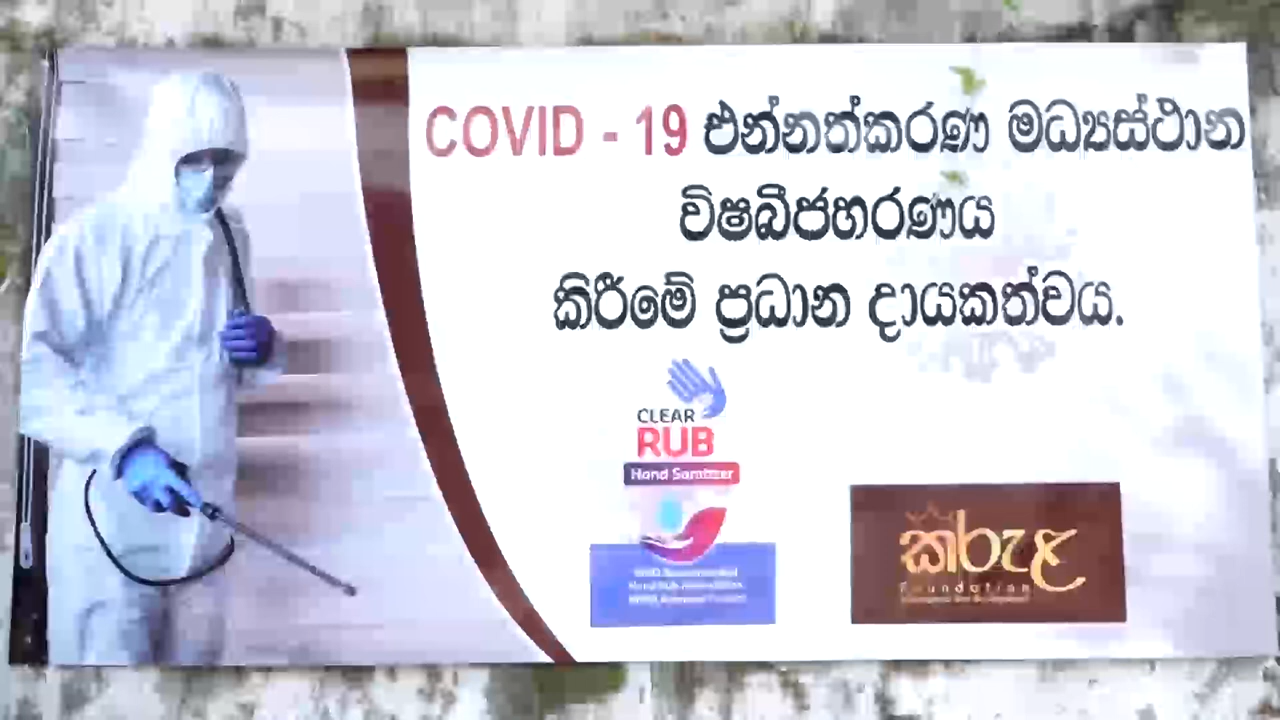 COVID - 19 එන්නත්කරණ මධ්‍යස්ථාන
විෂබීජහරණය
කිරීමේ ප්‍රධාන දායකත්වය.
CLEAR
RUB
Hand Sanitizer
කරුළ
Foundation